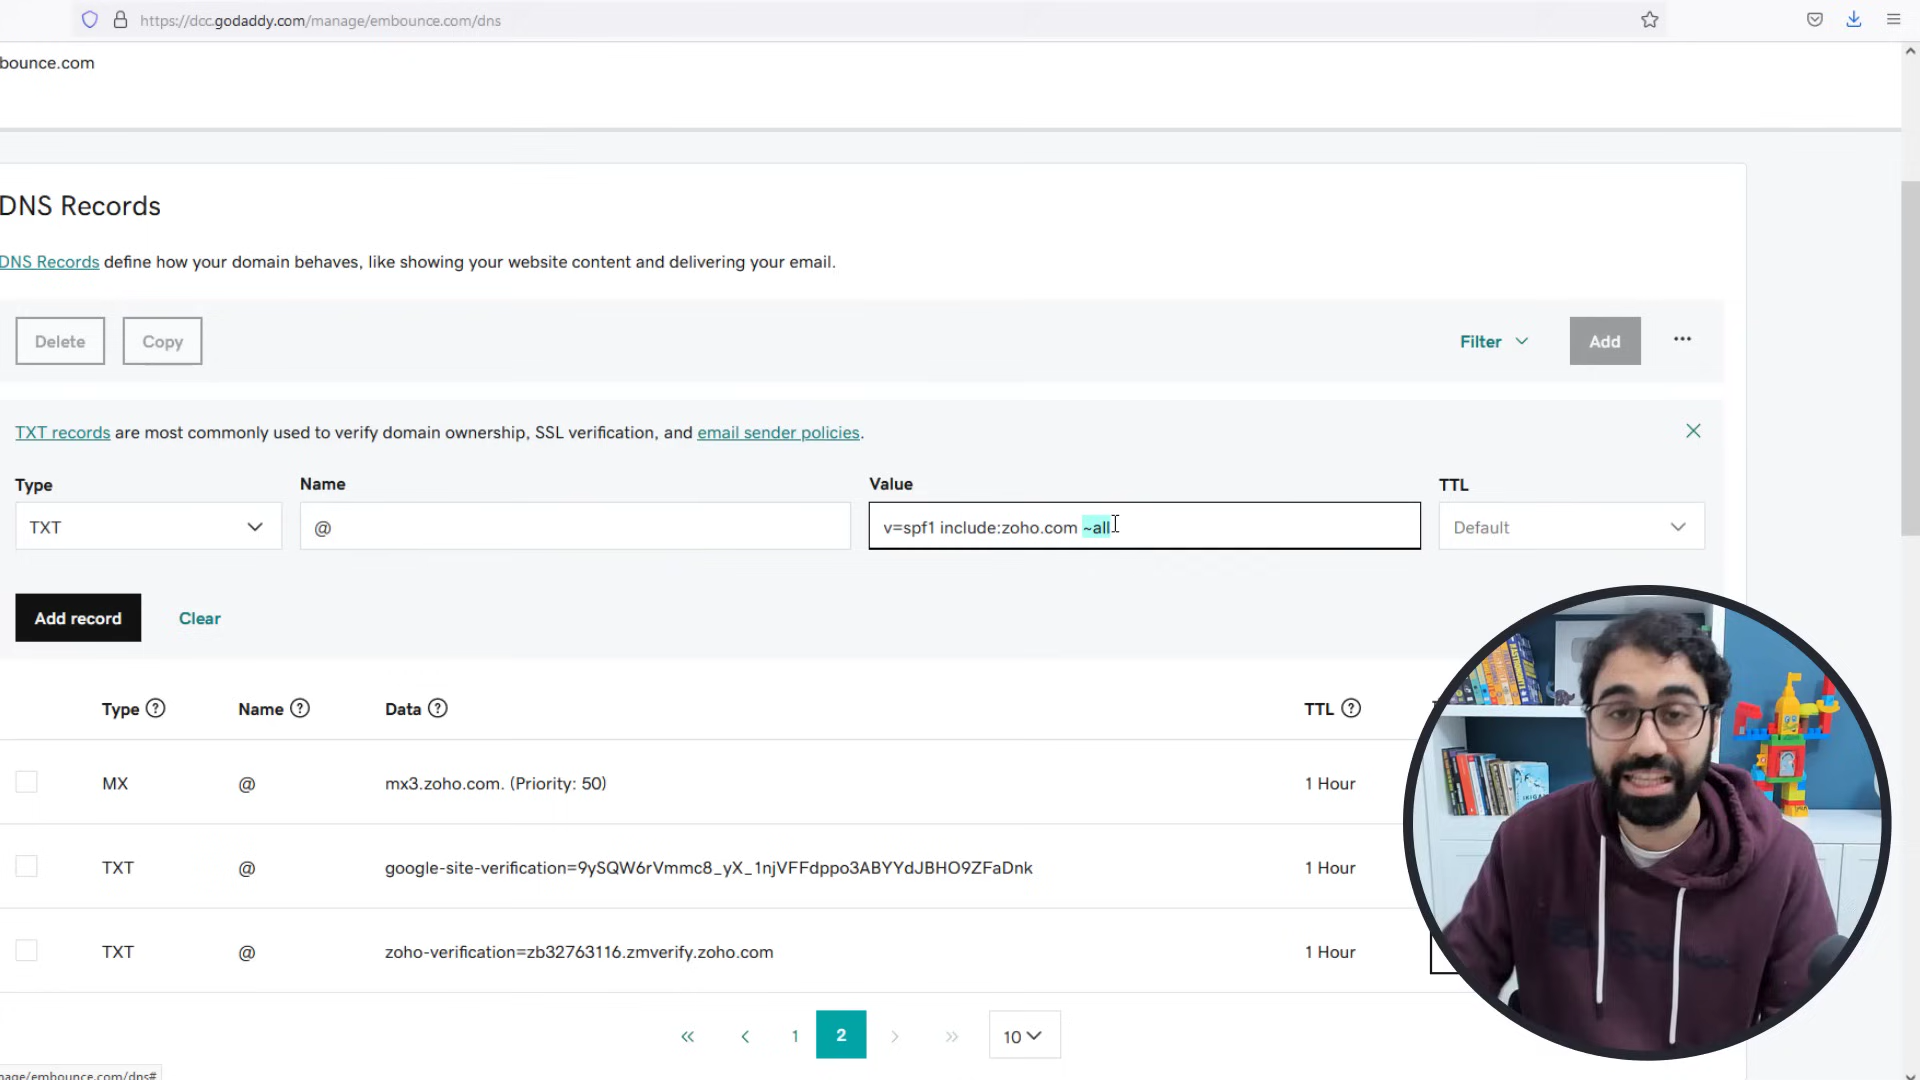 https://dcc.godaddy.com/manage/embounce.com/dns
bounce.com
DNS Records
DNS Records define how your domain behaves, like showing your website content and delivering your email.
Delete Copy Filter Add
TXT records are most commonly used to verify domain ownership, SSL verification, and email sender policies.
Type Name Value TTL
TXT @ v=spf1 include:zoho.com ~all Default
Add record Clear
Type Name Data TTL
MX @ mx3.zoho.com. (Priority: 50) 1 Hour
TXT @ google-site-verification=9ySQW6rVmmc8_yX_1njVFFdppo3ABYYdJBHO9ZFaDnk 1 Hour
TXT @ zoho-verification=zb32763116.zmverify.zoho.com 1 Hour
1 2 10
nage/embounce.com/dns#